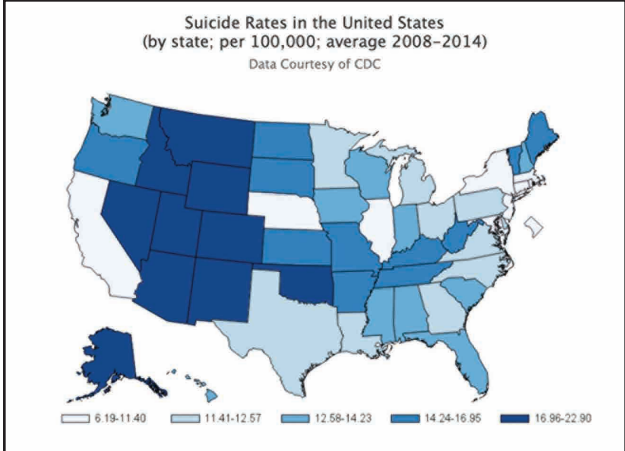 Suicide Rates in the United States
(by state; per 100,000; average 2008-2014)
Data Courtesy of CDC
6.19-11.40 11.41-12.57 12.58-14.23 14.24-16.95 16.96-22.90